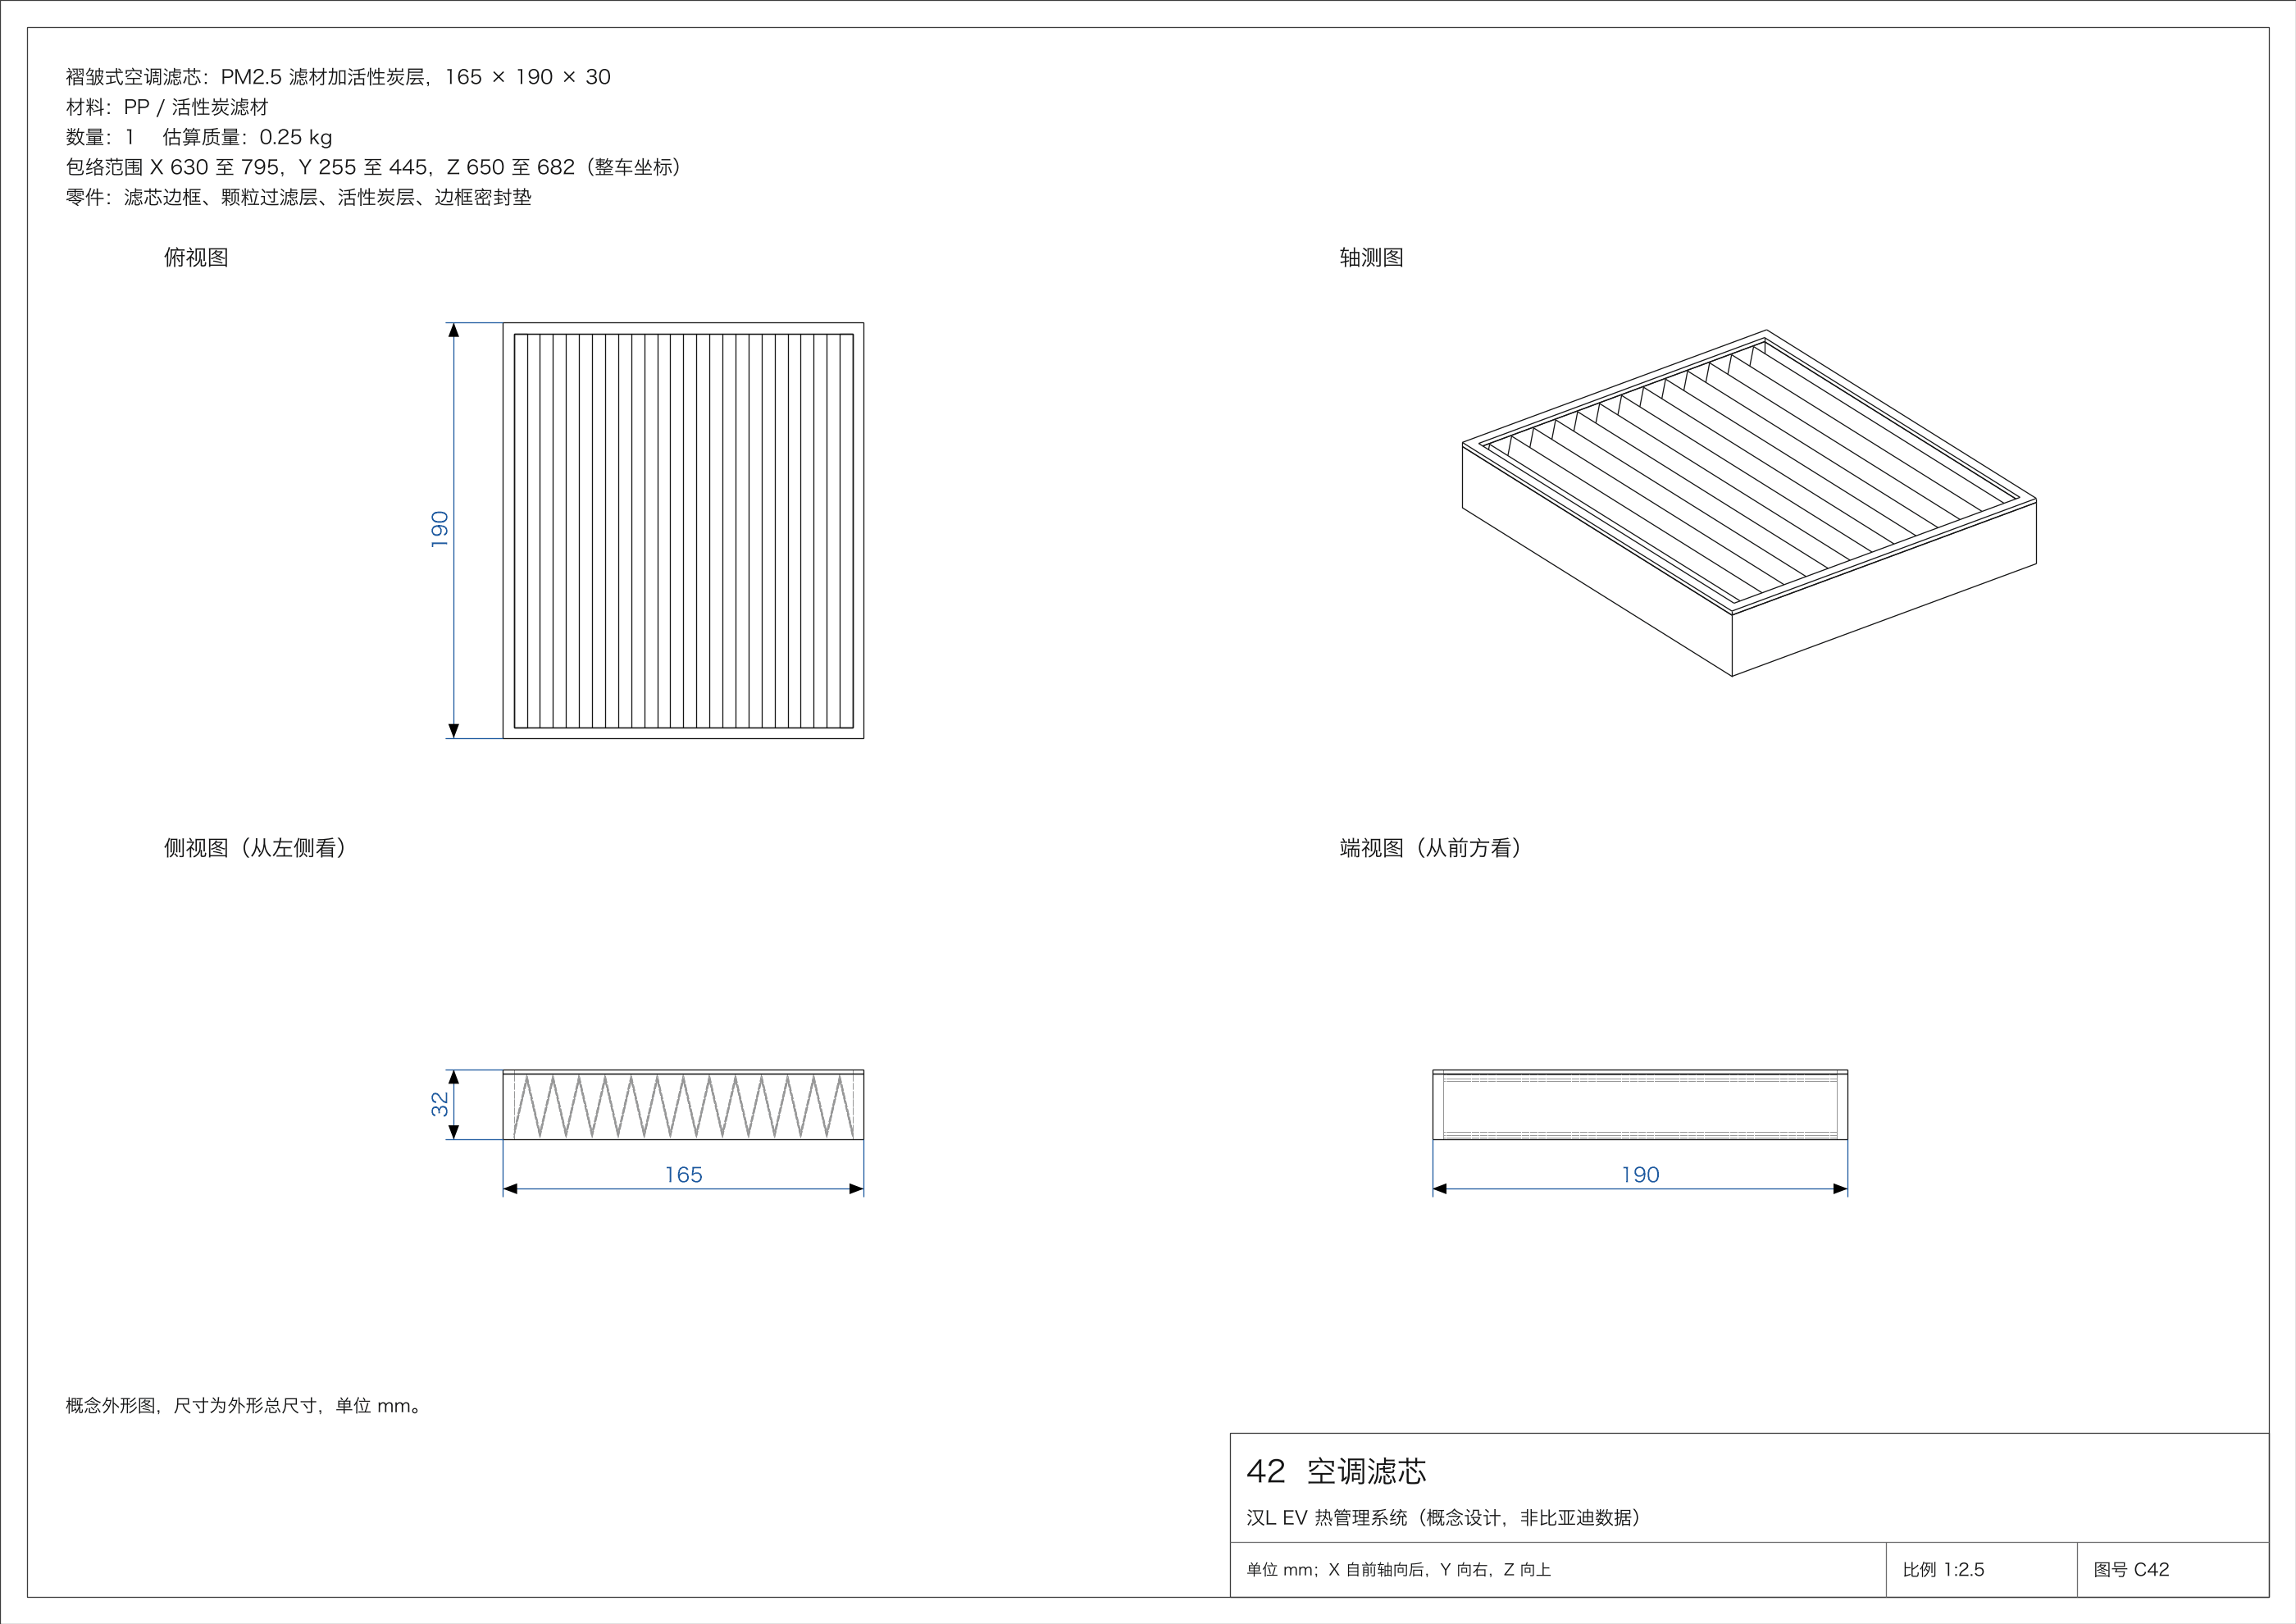 褶皱式空调滤芯：PM2.5 滤材加活性炭层，165 × 190 × 30
材料：PP / 活性炭滤材
数量：1 估算质量：0.25 kg
包络范围 X 630 至 795，Y 255 至 445，Z 650 至 682（整车坐标）
零件：滤芯边框、颗粒过滤层、活性炭层、边框密封垫
俯视图
轴测图
190
侧视图（从左侧看）
端视图（从前方看）
32
165
190
概念外形图，尺寸为外形总尺寸，单位 mm。
42 空调滤芯
汉L EV 热管理系统（概念设计，非比亚迪数据）
单位 mm；X 自前轴向后，Y 向右，Z 向上
比例 1:2.5
图号 C42